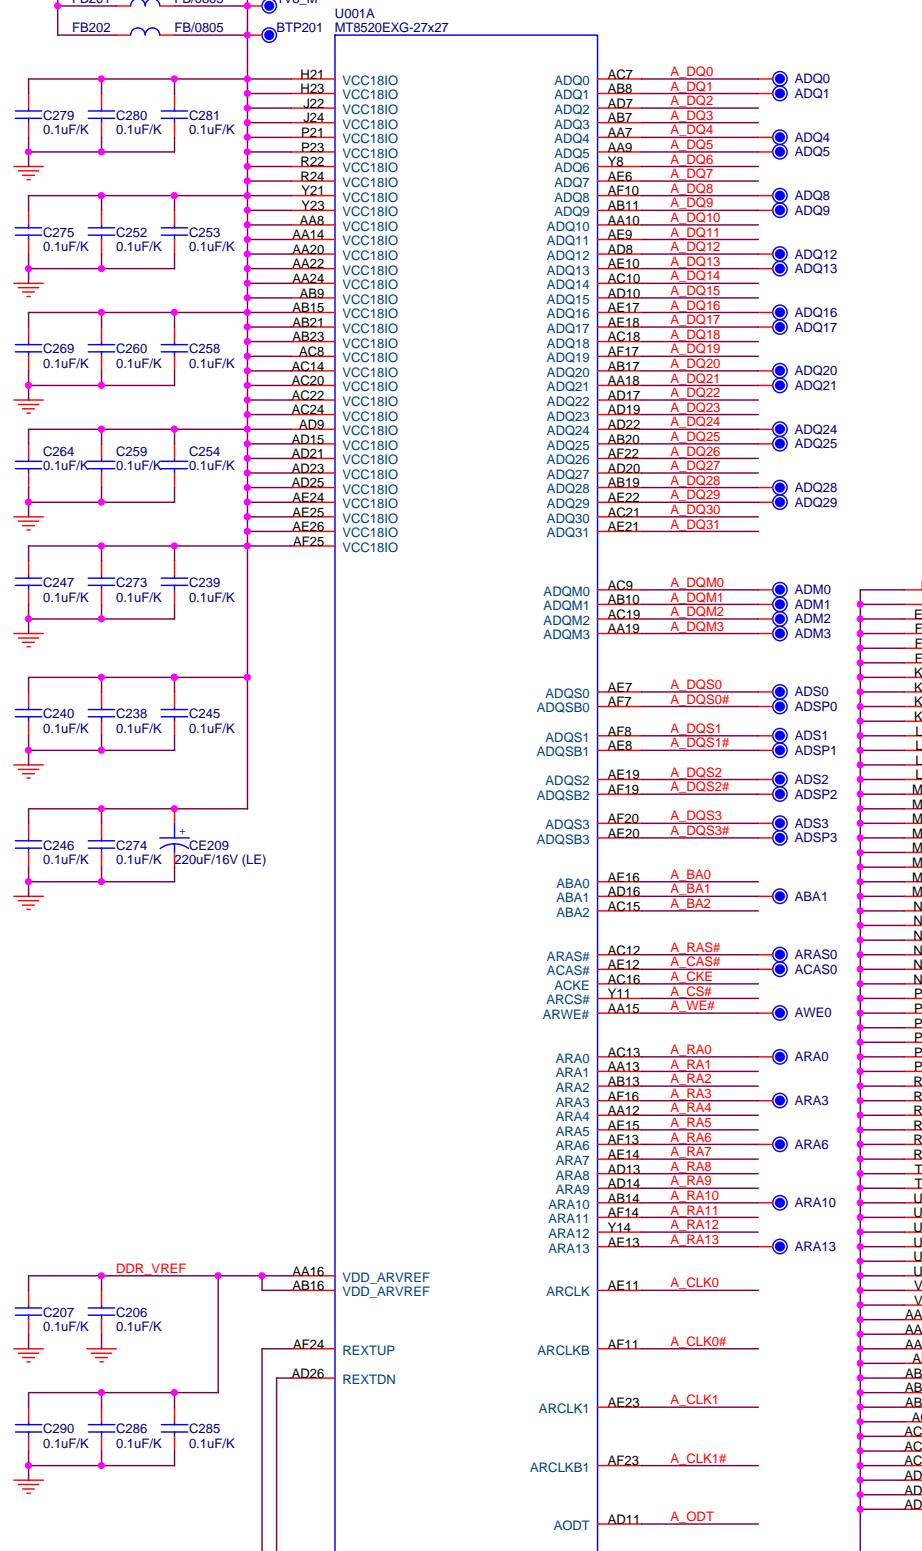 FB201 FB/0805 1V8_M
FB202 FB/0805 BTP201
U001A
MT8520EXG-27x27
H21 VCC18IO ADQ0 AC7 A_DQ0 ADQ0
H23 VCC18IO ADQ1 AB8 A_DQ1 ADQ1
J22 VCC18IO ADQ2 AD7 A_DQ2
C279 C280 C281 J24 VCC18IO ADQ3 AB7 A_DQ3
0.1uF/K 0.1uF/K 0.1uF/K P21 VCC18IO ADQ4 AA7 A_DQ4 ADQ4
P23 VCC18IO ADQ5 AA9 A_DQ5 ADQ5
R22 VCC18IO ADQ6 Y8 A_DQ6
R24 VCC18IO ADQ7 AE6 A_DQ7
Y21 VCC18IO ADQ8 AF10 A_DQ8 ADQ8
Y23 VCC18IO ADQ9 AB11 A_DQ9 ADQ9
AA8 VCC18IO ADQ10 AA10 A_DQ10
C275 C252 C253 AA14 VCC18IO ADQ11 AE9 A_DQ11
0.1uF/K 0.1uF/K 0.1uF/K AA20 VCC18IO ADQ12 AD8 A_DQ12 ADQ12
AA22 VCC18IO ADQ13 AE10 A_DQ13 ADQ13
AA24 VCC18IO ADQ14 AC10 A_DQ14
AB9 VCC18IO ADQ15 AD10 A_DQ15
AB15 VCC18IO ADQ16 AE17 A_DQ16 ADQ16
AB21 VCC18IO ADQ17 AE18 A_DQ17 ADQ17
AB23 VCC18IO ADQ18 AC18 A_DQ18
C269 C260 C258 AC8 VCC18IO ADQ19 AF17 A_DQ19
0.1uF/K 0.1uF/K 0.1uF/K AC14 VCC18IO ADQ20 AB17 A_DQ20 ADQ20
AC20 VCC18IO ADQ21 AA18 A_DQ21 ADQ21
AC22 VCC18IO ADQ22 AD17 A_DQ22
AC24 VCC18IO ADQ23 AD19 A_DQ23
AD9 VCC18IO ADQ24 AD22 A_DQ24 ADQ24
AD15 VCC18IO ADQ25 AB20 A_DQ25 ADQ25
C264 C259 C254 AD21 VCC18IO ADQ26 AF22 A_DQ26
0.1uF/K 0.1uF/K 0.1uF/K AD23 VCC18IO ADQ27 AD20 A_DQ27
AD25 VCC18IO ADQ28 AB19 A_DQ28 ADQ28
AE24 VCC18IO ADQ29 AE22 A_DQ29 ADQ29
AE25 VCC18IO ADQ30 AC21 A_DQ30
AE26 VCC18IO ADQ31 AE21 A_DQ31
AF25 VCC18IO
C247 C273 C239 ADQM0 AC9 A_DQM0 ADM0
0.1uF/K 0.1uF/K 0.1uF/K ADQM1 AB10 A_DQM1 ADM1
ADQM2 AC19 A_DQM2 ADM2
ADQM3 AA19 A_DQM3 ADM3
ADQS0 AE7 A_DQS0 ADS0
C240 C238 C245 ADQSB0 AF7 A_DQS0# ADSP0
0.1uF/K 0.1uF/K 0.1uF/K ADQS1 AF8 A_DQS1 ADS1
ADQSB1 AE8 A_DQS1# ADSP1
ADQS2 AE19 A_DQS2 ADS2
ADQSB2 AF19 A_DQS2# ADSP2
ADQS3 AF20 A_DQS3 ADS3
C246 C274 + CE209 ADQSB3 AE20 A_DQS3# ADSP3
0.1uF/K 0.1uF/K 220uF/16V (LE)
ABA0 AE16 A_BA0
ABA1 AD16 A_BA1 ABA1
ABA2 AC15 A_BA2
ARAS# AC12 A_RAS# ARAS0
ACAS# AE12 A_CAS# ACAS0
ACKE AC16 A_CKE
ARCS# Y11 A_CS#
ARWE# AA15 A_WE# AWE0
ARA0 AC13 A_RA0 ARA0
ARA1 AA13 A_RA1
ARA2 AB13 A_RA2
ARA3 AF16 A_RA3 ARA3
ARA4 AA12 A_RA4
ARA5 AE15 A_RA5
ARA6 AF13 A_RA6 ARA6
ARA7 AE14 A_RA7
ARA8 AD13 A_RA8
ARA9 AD14 A_RA9
ARA10 AB14 A_RA10 ARA10
ARA11 AF14 A_RA11
ARA12 Y14 A_RA12
ARA13 AE13 A_RA13 ARA13
DDR_VREF AA16 VDD_ARVREF
AB16 VDD_ARVREF ARCLK AE11 A_CLK0
C207 C206
0.1uF/K 0.1uF/K
AF24 REXTUP ARCLKB AF11 A_CLK0#
AD26 REXTDN
ARCLK1 AE23 A_CLK1
C290 C286 C285
0.1uF/K 0.1uF/K 0.1uF/K
ARCLKB1 AF23 A_CLK1#
AODT AD11 A_ODT